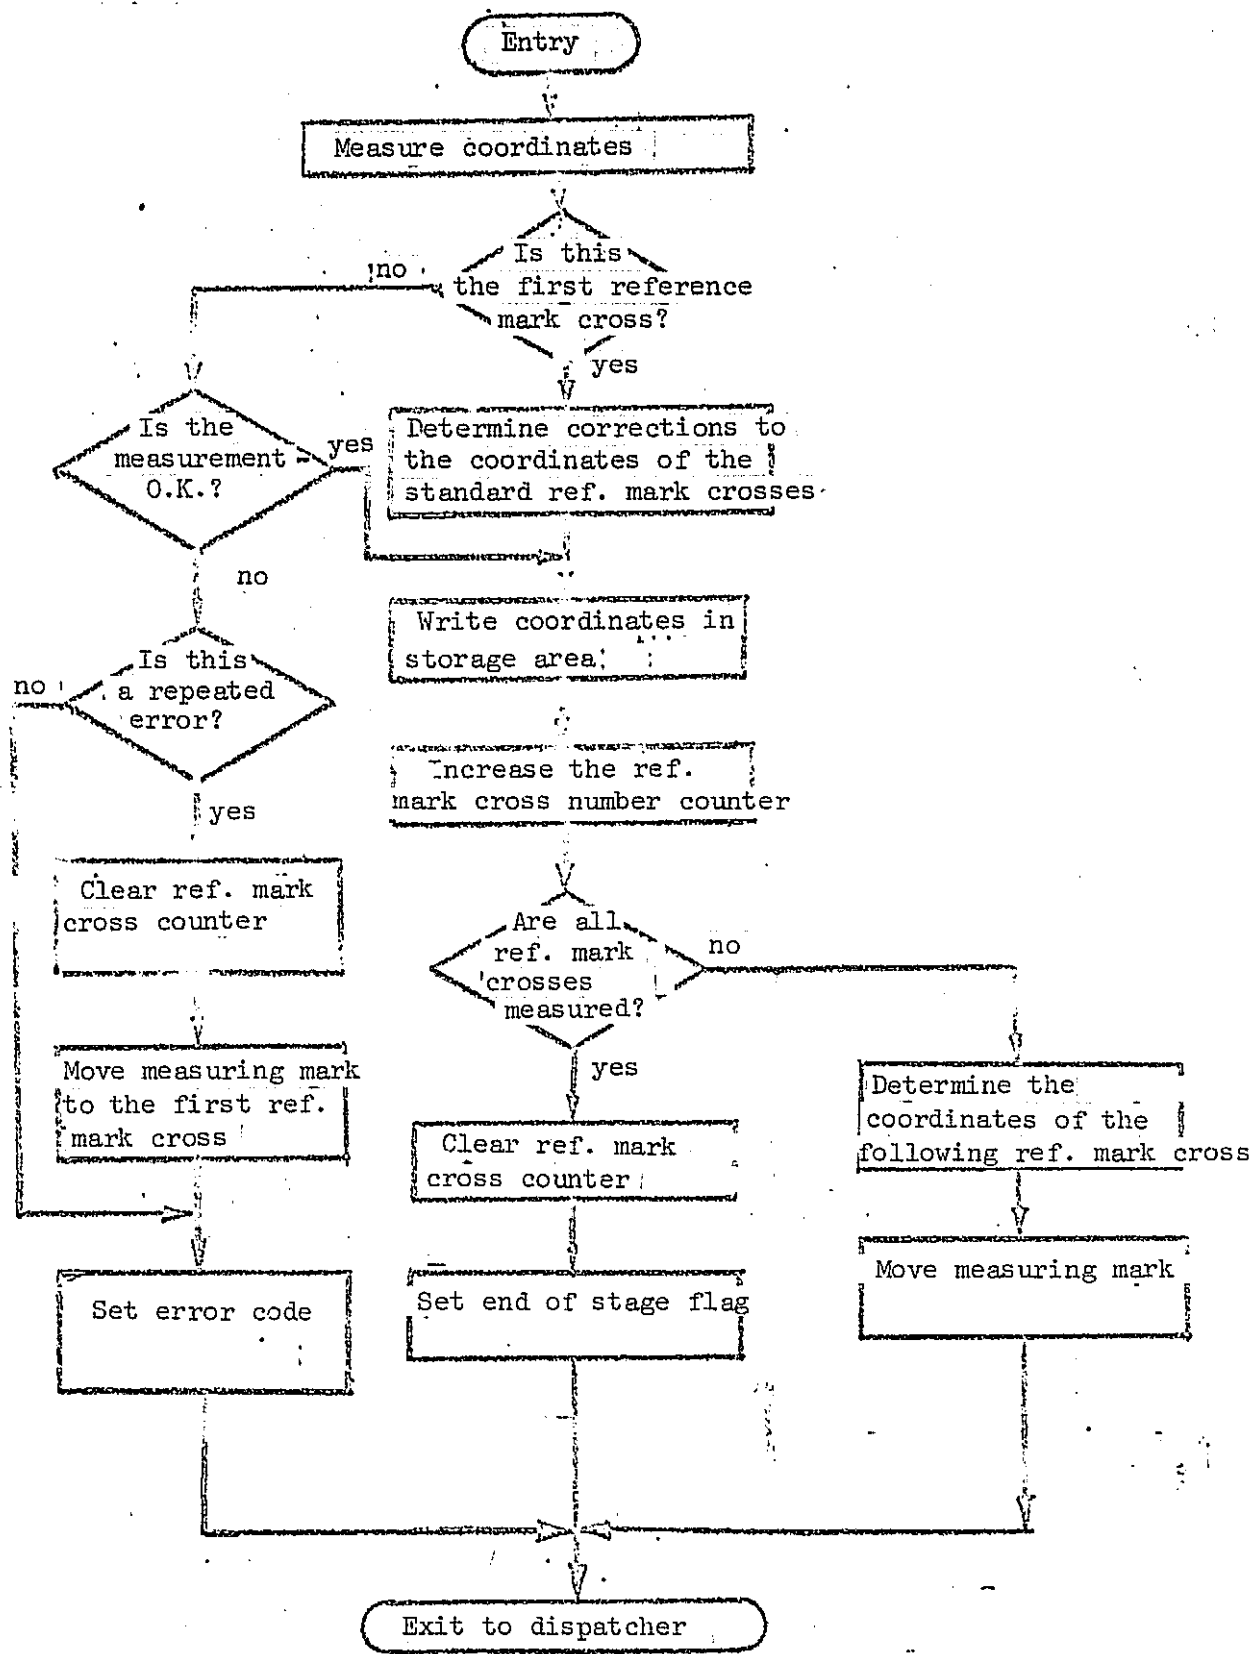 Entry
Measure coordinates
Is this
the first reference
mark cross?
no
yes
Is the
measurement
O.K.?
yes
no
Determine corrections to
the coordinates of the
standard ref. mark crosses
Write coordinates in
storage area
Is this
a repeated
error?
no
yes
Increase the ref.
mark cross number counter
Clear ref. mark
cross counter
Are all
ref. mark
crosses
measured?
no
yes
Move measuring mark
to the first ref.
mark cross
Clear ref. mark
cross counter
Determine the
coordinates of the
following ref. mark cross
Set error code
Set end of stage flag
Move measuring mark
Exit to dispatcher